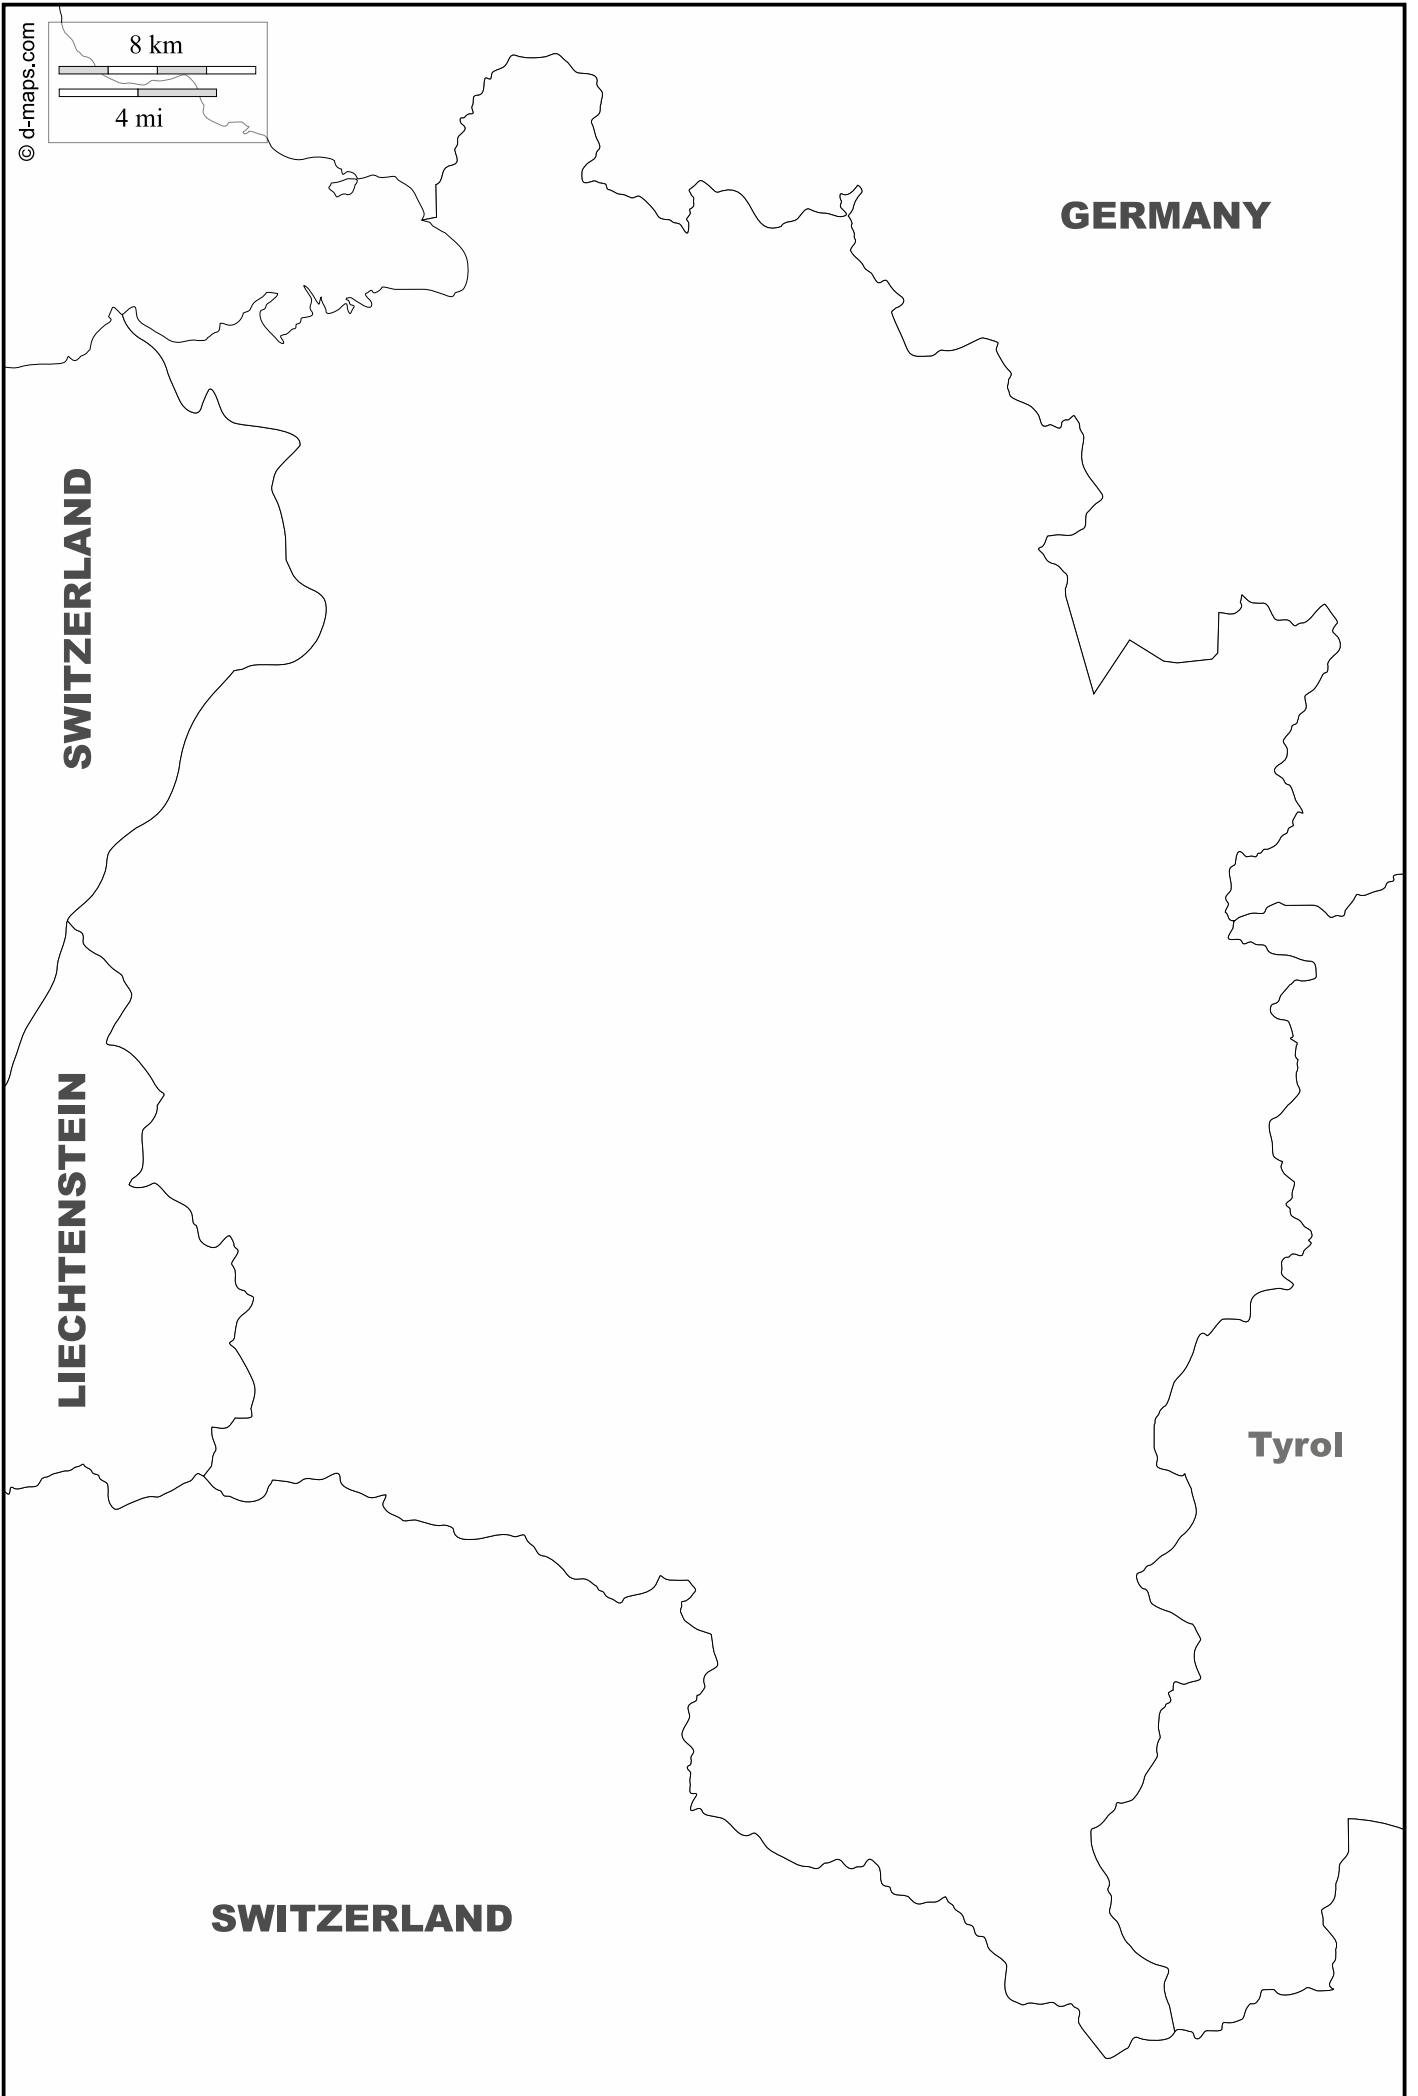 © d-maps.com
8 km
4 mi
GERMANY
SWITZERLAND
LIECHTENSTEIN
Tyrol
SWITZERLAND